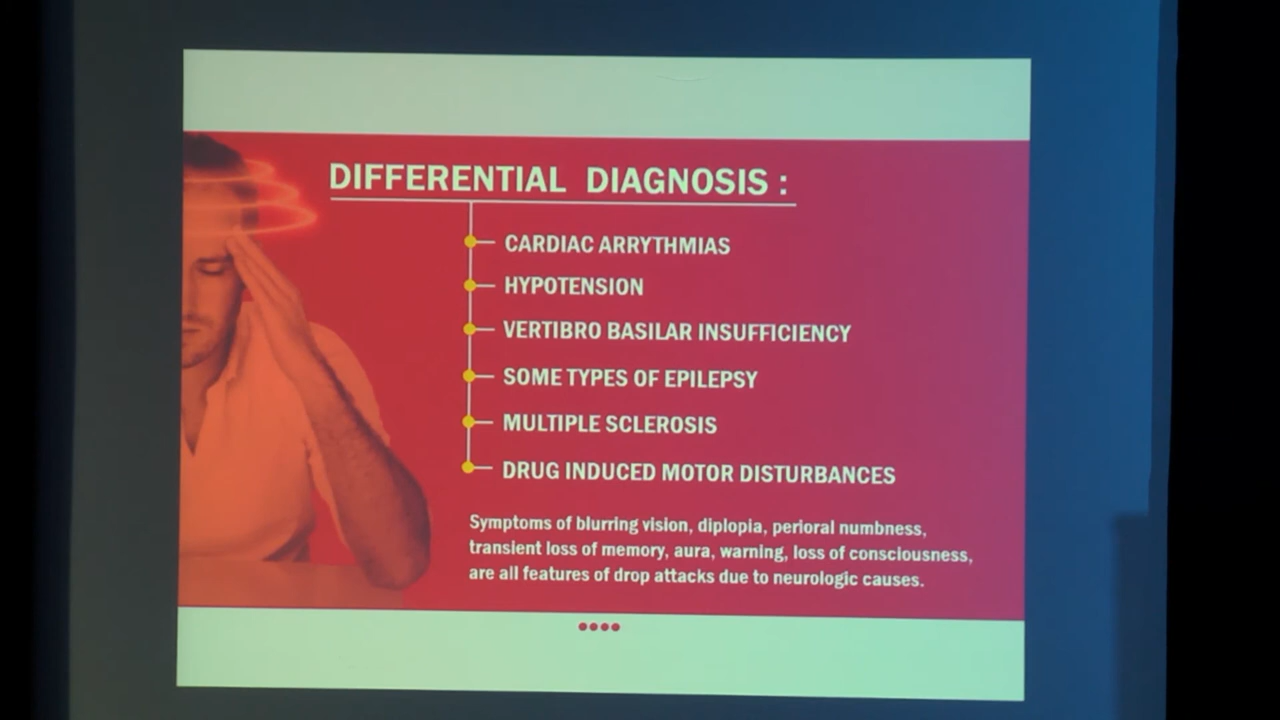 DIFFERENTIAL DIAGNOSIS :
CARDIAC ARRYTHMIAS
HYPOTENSION
VERTIBRO BASILAR INSUFFICIENCY
SOME TYPES OF EPILEPSY
MULTIPLE SCLEROSIS
DRUG INDUCED MOTOR DISTURBANCES
Symptoms of blurring vision, diplopia, perioral numbness,
transient loss of memory, aura, warning, loss of consciousness,
are all features of drop attacks due to neurologic causes.